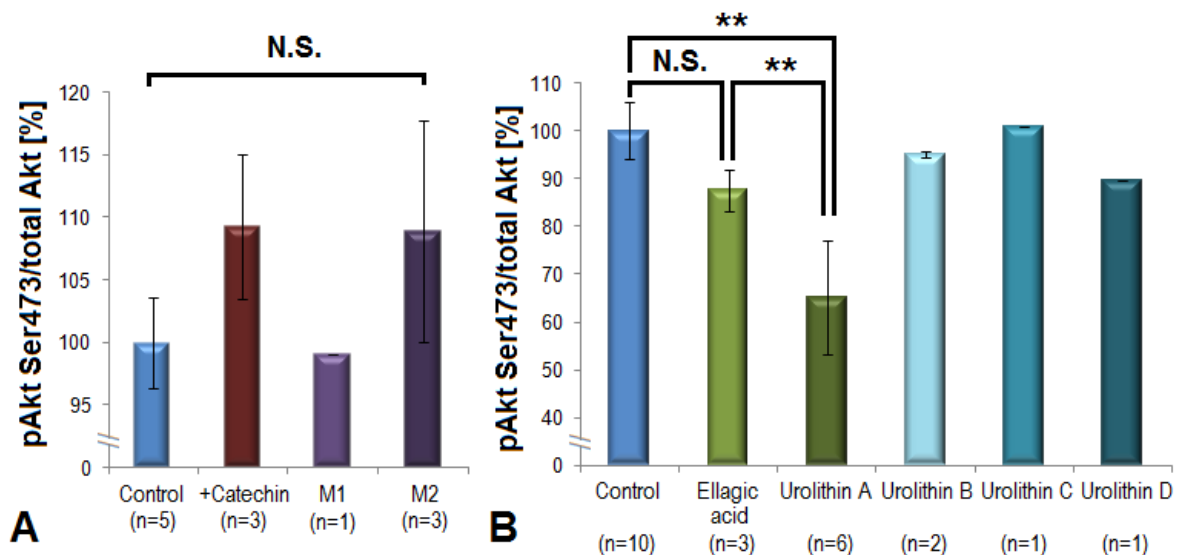 N.S.
pAkt Ser473/total Akt [%]
120
115
110
105
100
95
0
Control
(n=5)
+Catechin
(n=3)
M1
(n=1)
M2
(n=3)
A
**
N.S.
**
pAkt Ser473/total Akt [%]
110
100
90
80
70
60
50
40
0
Control
(n=10)
Ellagic
acid
(n=3)
Urolithin A
(n=6)
Urolithin B
(n=2)
Urolithin C
(n=1)
Urolithin D
(n=1)
B